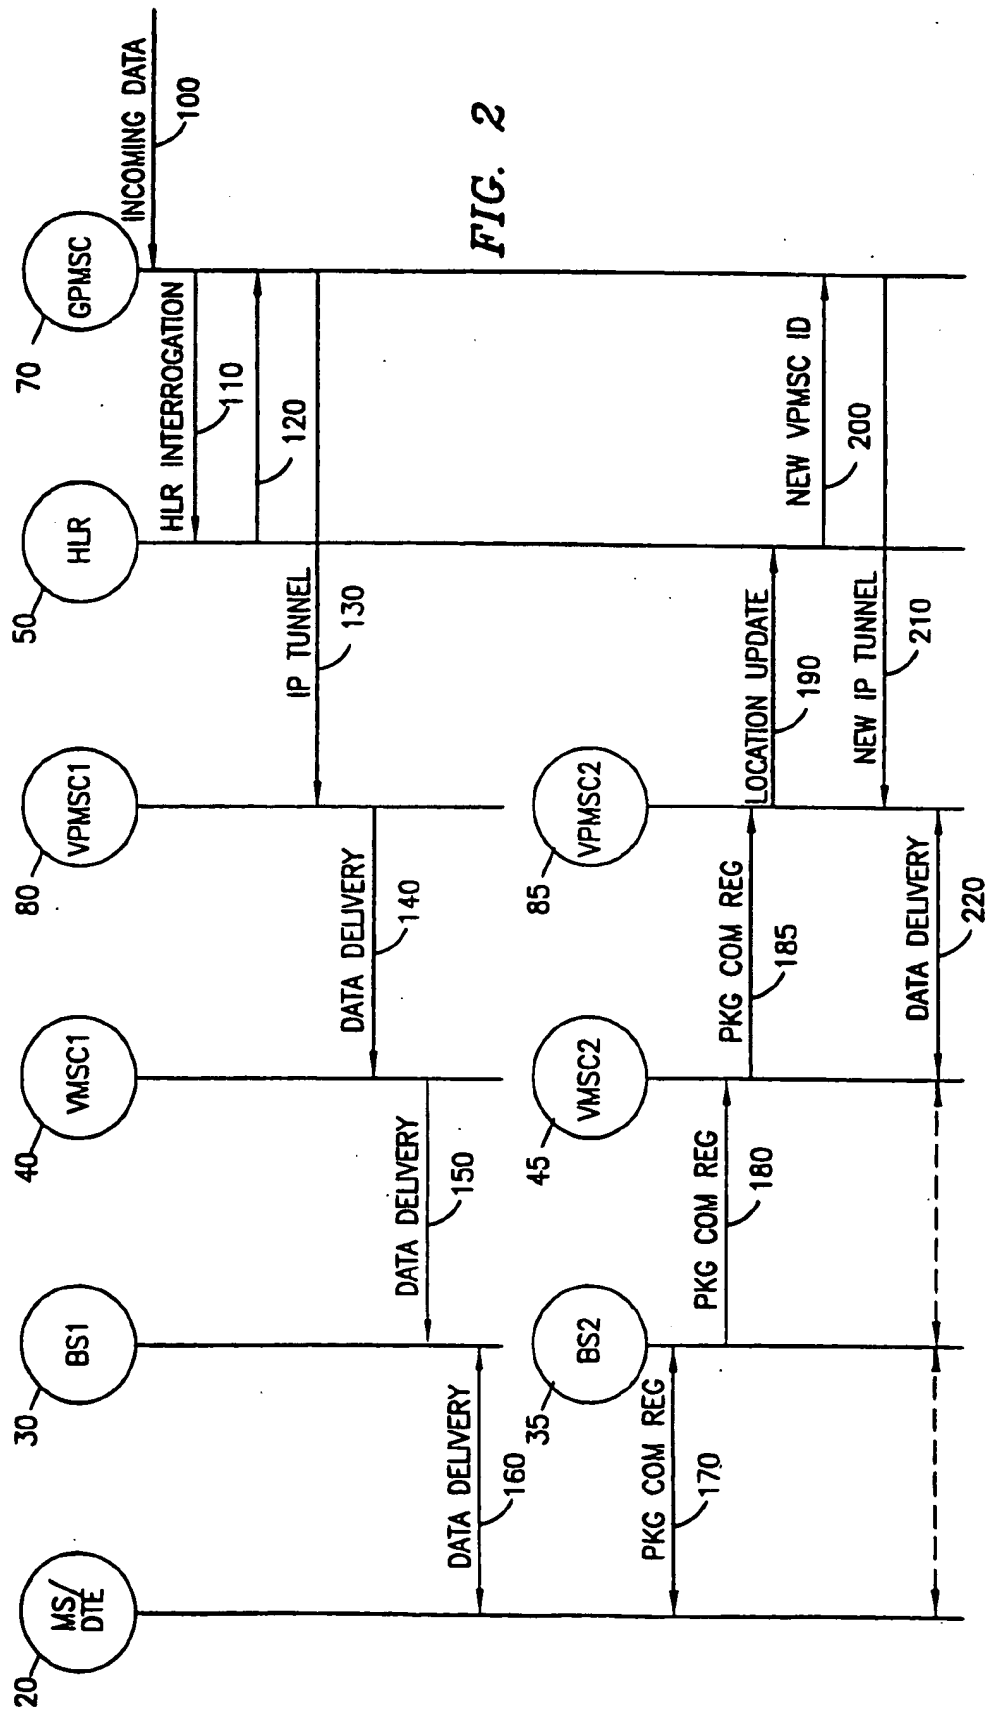 20
30
40
80
50
70
MS/
DTE
BS1
VMSC1
VPMSC1
HLR
GPMSC
INCOMING DATA
100
HLR INTERROGATION
110
120
IP TUNNEL
130
DATA DELIVERY
140
DATA DELIVERY
150
DATA DELIVERY
160
FIG. 2
35
45
85
BS2
VMSC2
VPMSC2
PKG COM REG
170
PKG COM REG
180
PKG COM REG
185
LOCATION UPDATE
190
NEW VPMSC ID
200
NEW IP TUNNEL
210
DATA DELIVERY
220